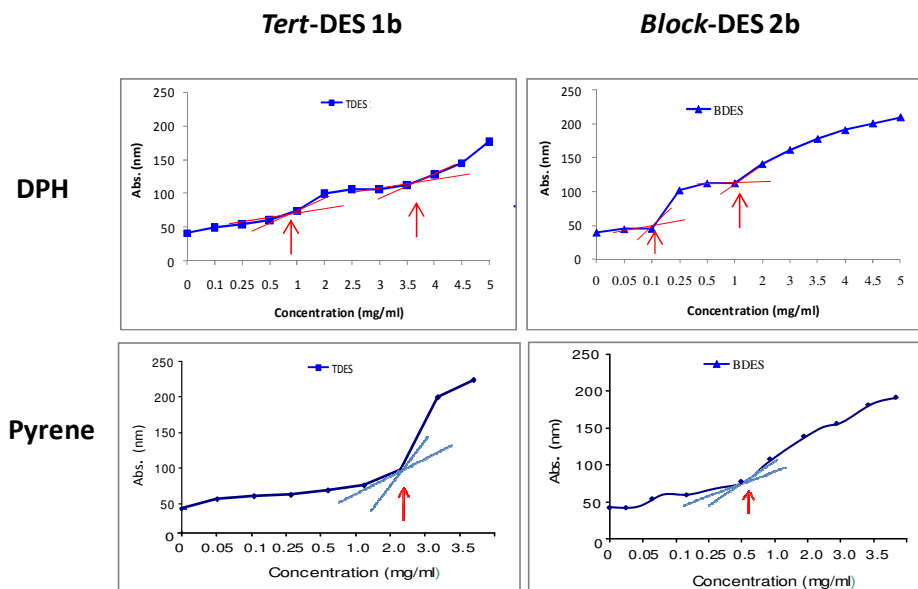 Tert-DES 1b
Block-DES 2b
DPH
TDES
Abs. (nm)
250
200
150
100
50
0
0 0.1 0.25 0.5 1 2 2.5 3 3.5 4 4.5 5
Concentration (mg/ml)
BDES
Abs. (nm)
250
200
150
100
50
0
0 0.05 0.1 0.25 0.5 1 2 3 3.5 4 4.5 5
Concentration (mg/ml)
Pyrene
TDES
Abs. (nm)
250
200
150
100
50
0
0 0.05 0.1 0.25 0.5 1.0 2.0 3.0 3.5
Concentration (mg/ml)
BDES
Abs. (nm)
250
200
150
100
50
0
0 0.05 0.1 0.25 0.5 1.0 2.0 3.0 3.5
Concentration (mg/ml)